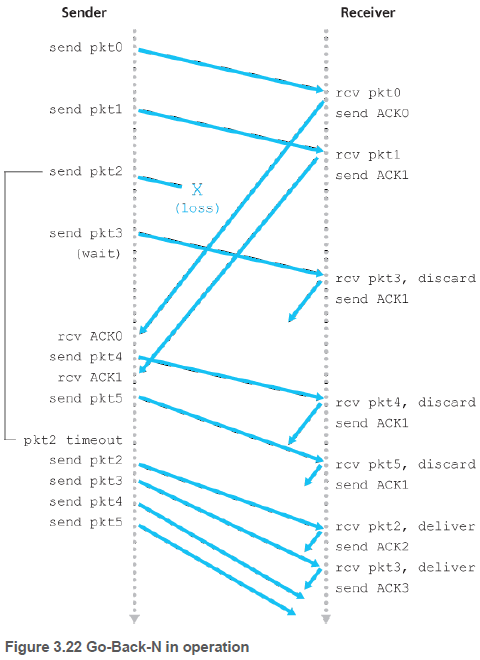 Sender
Receiver
send pkt0
rcv pkt0
send ACK0
send pkt1
rcv pkt1
send ACK1
send pkt2
X
(loss)
send pkt3
(wait)
rcv pkt3, discard
send ACK1
rcv ACK0
send pkt4
rcv ACK1
send pkt5
rcv pkt4, discard
send ACK1
pkt2 timeout
send pkt2
send pkt3
send pkt4
send pkt5
rcv pkt5, discard
send ACK1
rcv pkt2, deliver
send ACK2
rcv pkt3, deliver
send ACK3
Figure 3.22 Go-Back-N in operation